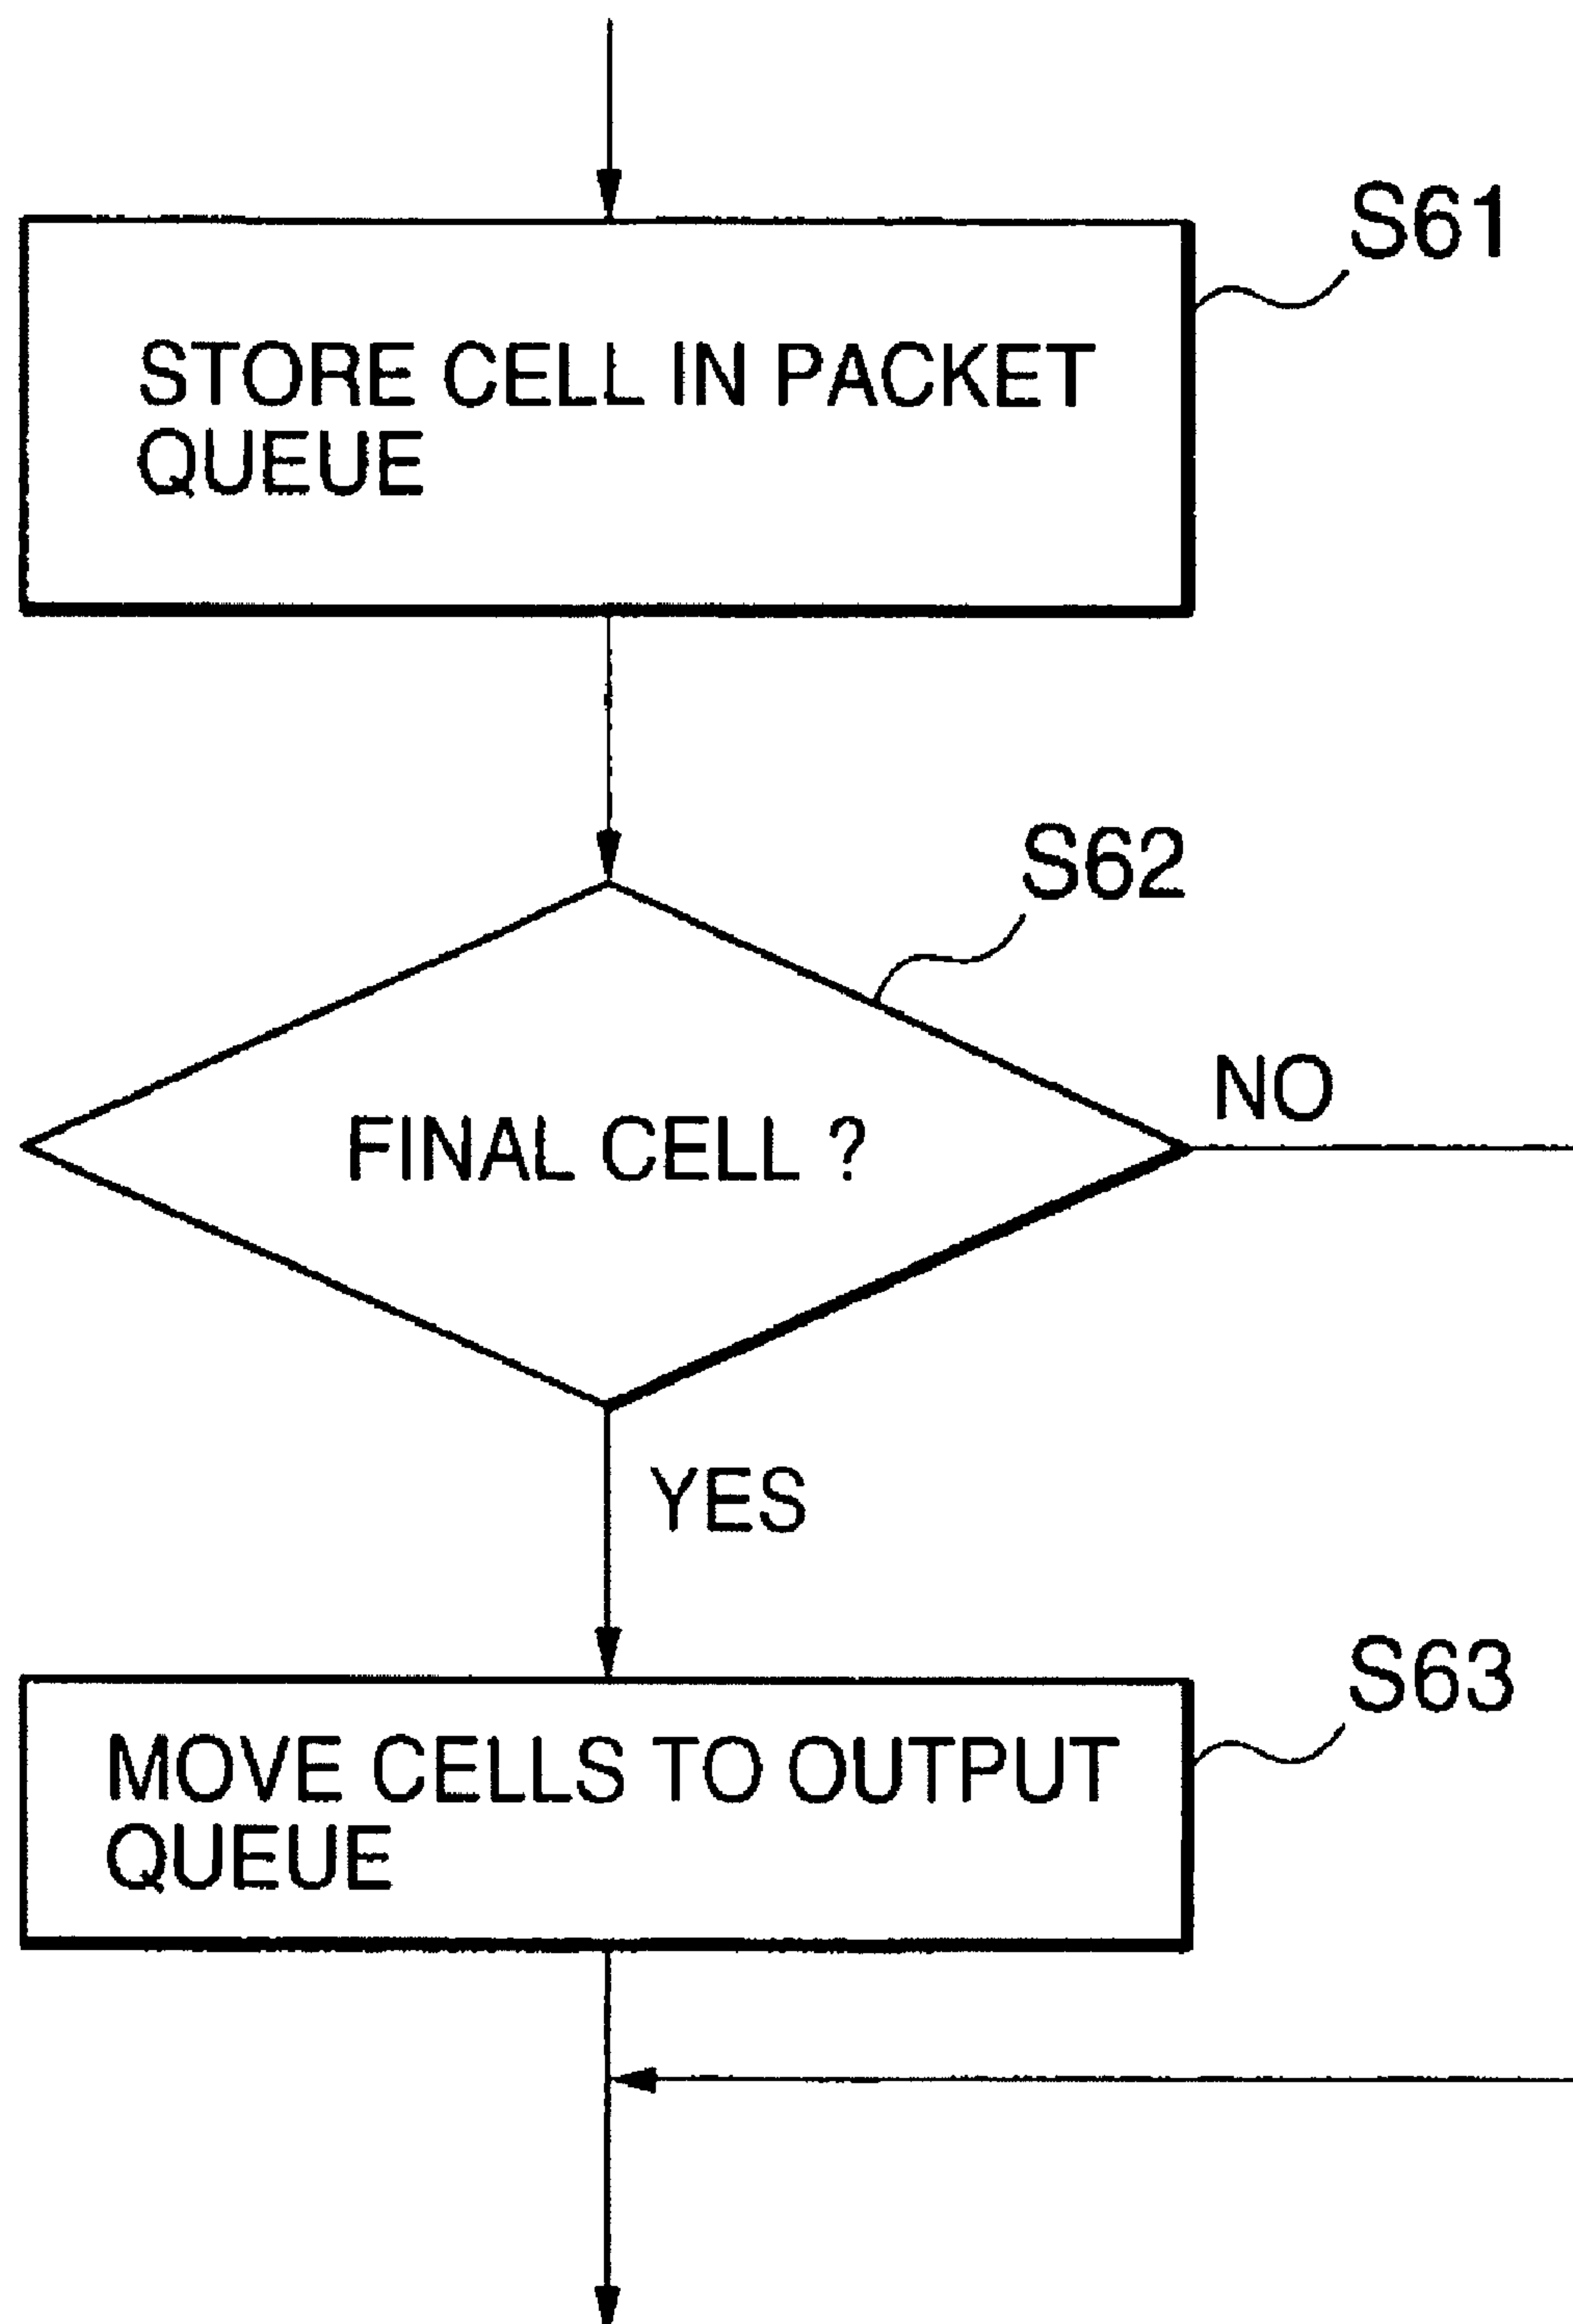 S61
STORE CELL IN PACKET
QUEUE
S62
NO
FINAL CELL ?
YES
S63
MOVE CELLS TO OUTPUT
QUEUE